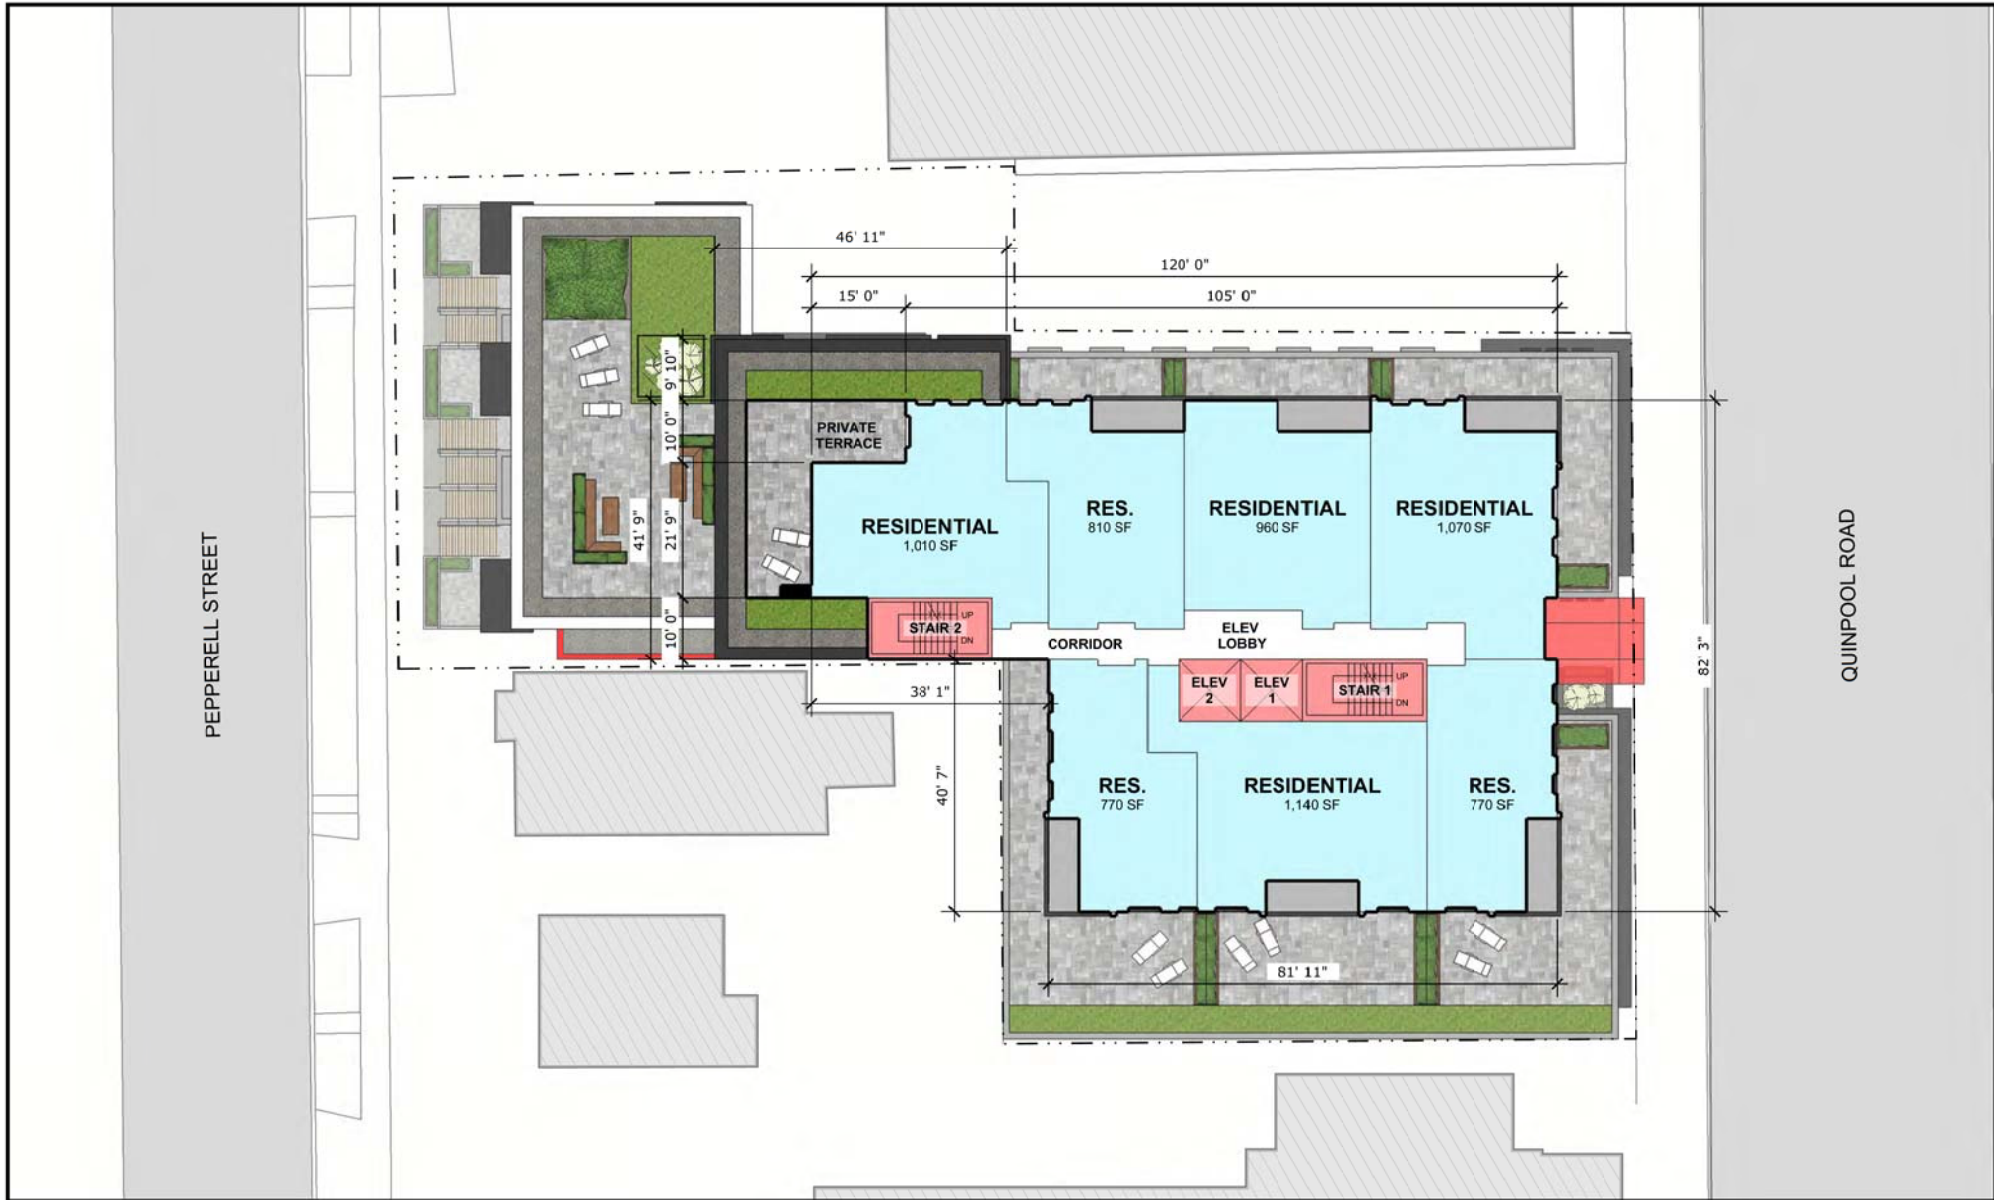 46' 11"
120' 0"
15' 0"
105' 0"
9' 10"
10' 0"
PRIVATE
TERRACE
41' 9"
21' 9"
10' 0"
RESIDENTIAL
1,010 SF
RES.
810 SF
RESIDENTIAL
960 SF
RESIDENTIAL
1,070 SF
PEPPERELL STREET
QUINPOOL ROAD
82' 3"
STAIR 2
UP
DN
CORRIDOR
ELEV
LOBBY
ELEV
2
ELEV
1
STAIR 1
UP
DN
38' 1"
40' 7"
RES.
770 SF
RESIDENTIAL
1,140 SF
RES.
770 SF
81' 11"